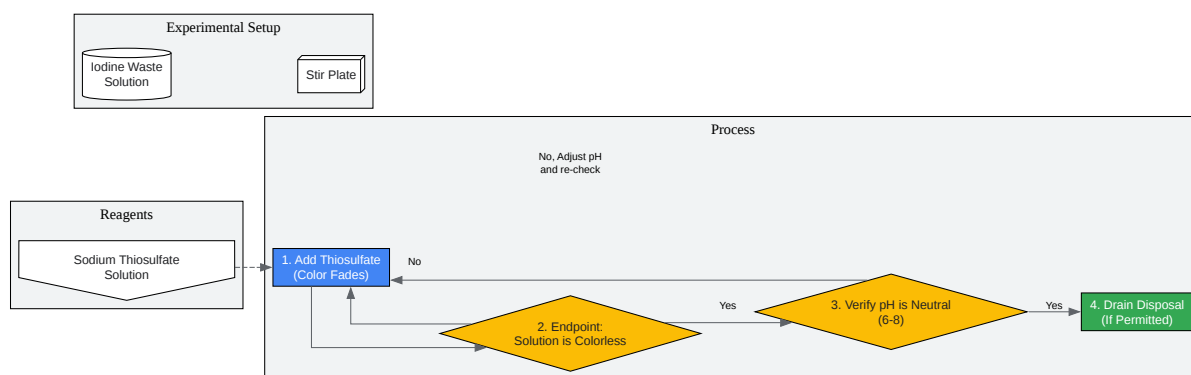 Experimental Setup
Iodine Waste
Solution
Stir Plate
Process
No, Adjust pH
and re-check
Reagents
Sodium Thiosulfate
Solution
1. Add Thiosulfate
(Color Fades)
No
2. Endpoint:
Solution is Colorless
Yes
3. Verify pH is Neutral
(6-8)
Yes
4. Drain Disposal
(If Permitted)